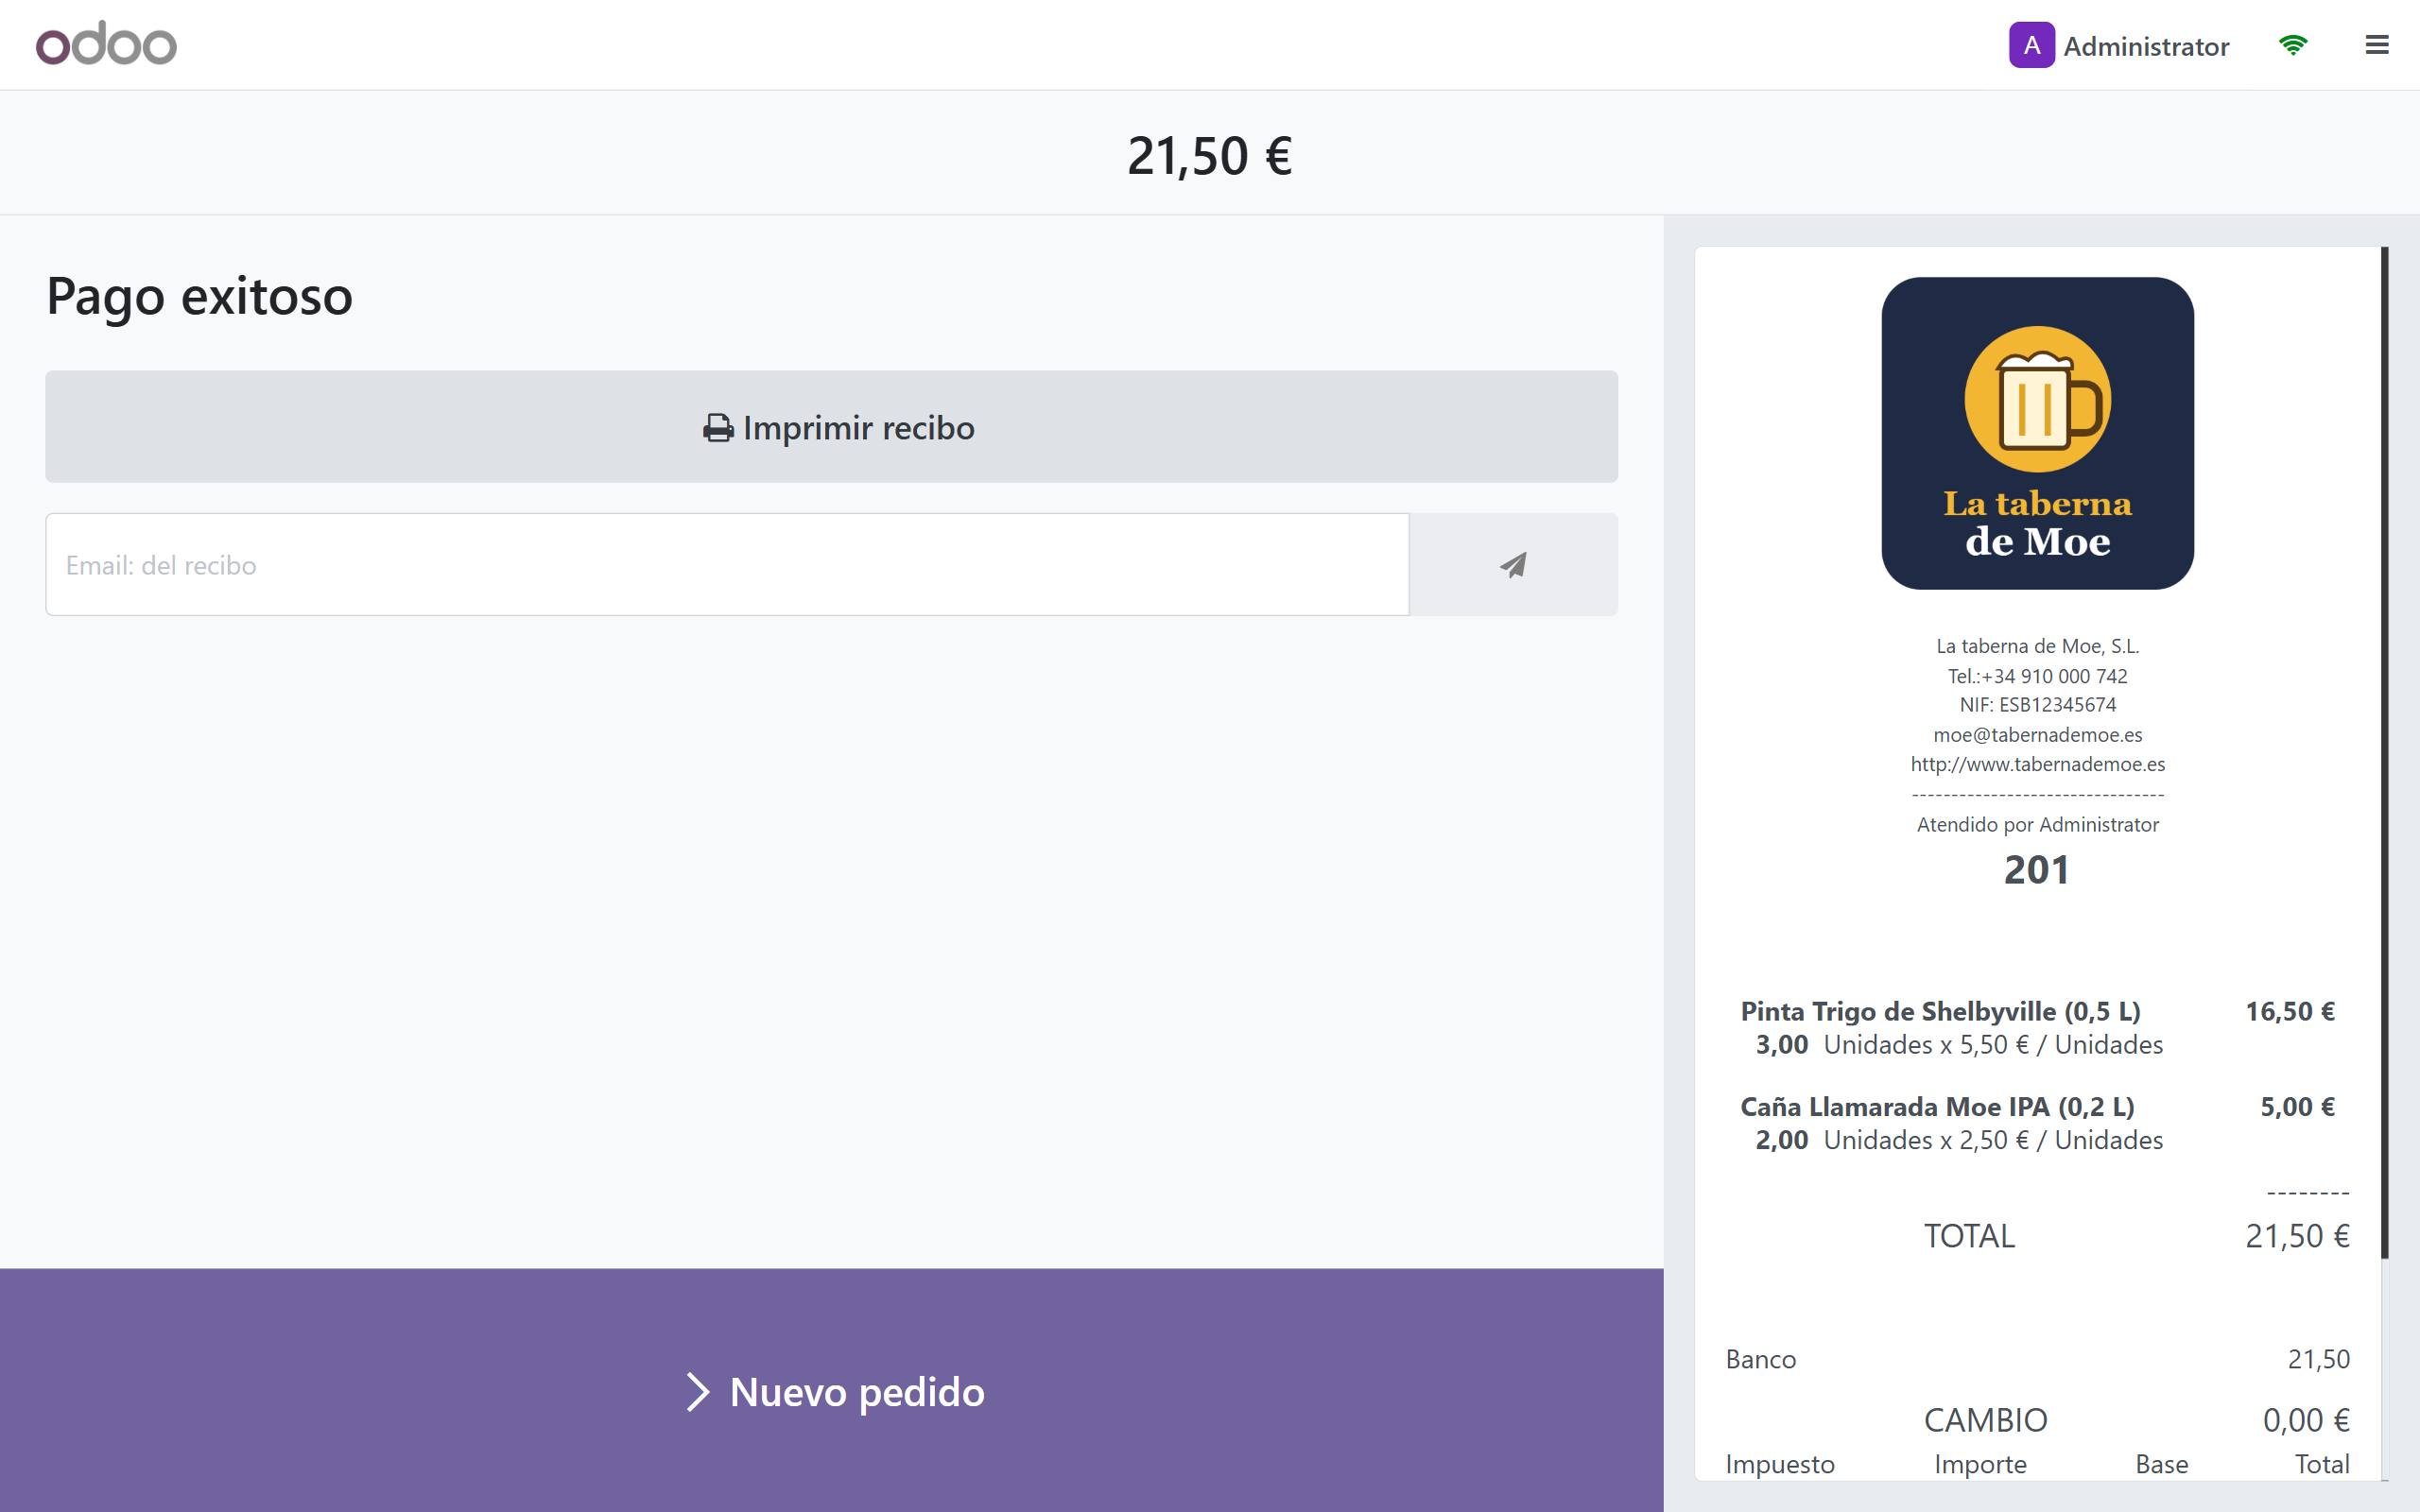 odoo
A Administrator
21,50 €
Pago exitoso
Imprimir recibo
Email: del recibo
Nuevo pedido
La taberna
de Moe
La taberna de Moe, S.L.
Tel.:+34 910 000 742
NIF: ESB12345674
moe@tabernademoe.es
http://www.tabernademoe.es
--------------------------------
Atendido por Administrator
201
Pinta Trigo de Shelbyville (0,5 L) 16,50 €
3,00 Unidades x 5,50 € / Unidades
Caña Llamarada Moe IPA (0,2 L) 5,00 €
2,00 Unidades x 2,50 € / Unidades
--------
TOTAL 21,50 €
Banco 21,50
CAMBIO 0,00 €
Impuesto Importe Base Total